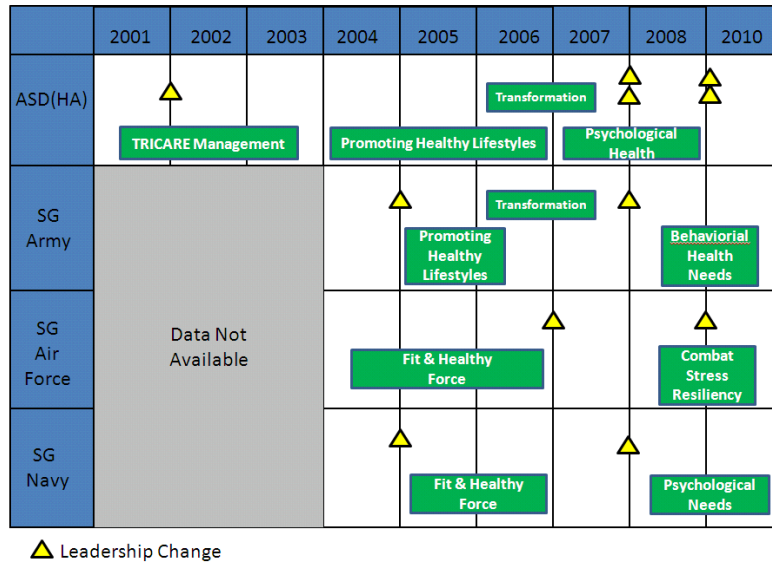 2001 2002 2003 2004 2005 2006 2007 2008 2010
ASD(HA)
Transformation
TRICARE Management
Promoting Healthy Lifestyles
Psychological
Health
SG
Army
Transformation
Promoting
Healthy
Lifestyles
Behaviorial
Health
Needs
Data Not
Available
SG
Air
Force
Fit & Healthy
Force
Combat
Stress
Resiliency
SG
Navy
Fit & Healthy
Force
Psychological
Needs
Leadership Change